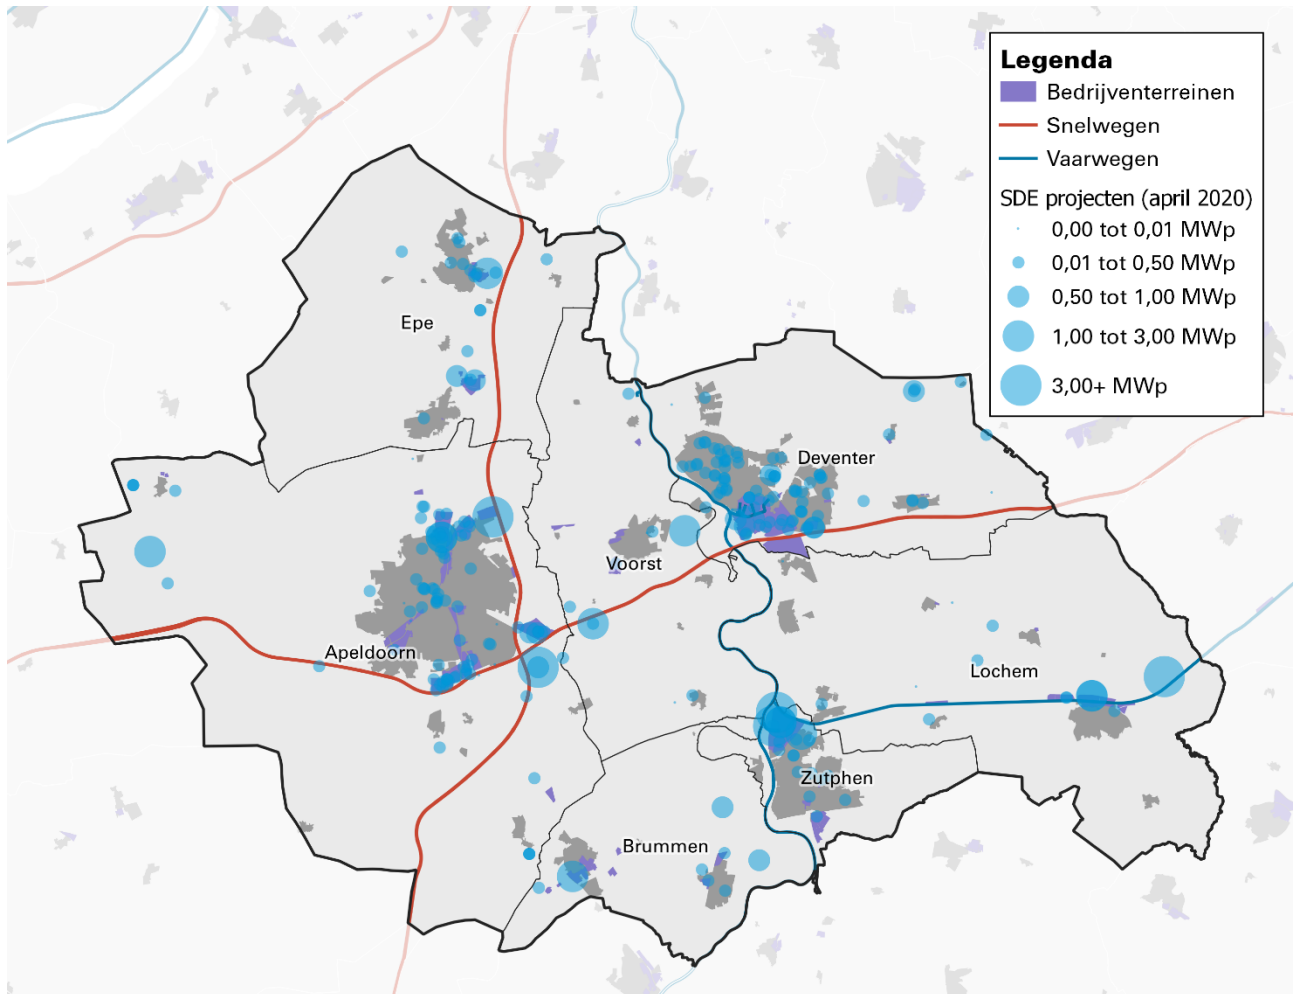 Legenda
Bedrijventerreinen
Snelwegen
Vaarwegen
SDE projecten (april 2020)
0,00 tot 0,01 MWp
0,01 tot 0,50 MWp
0,50 tot 1,00 MWp
1,00 tot 3,00 MWp
3,00+ MWp
Epe
Deventer
Voorst
Apeldoorn
Lochem
Zutphen
Brummen